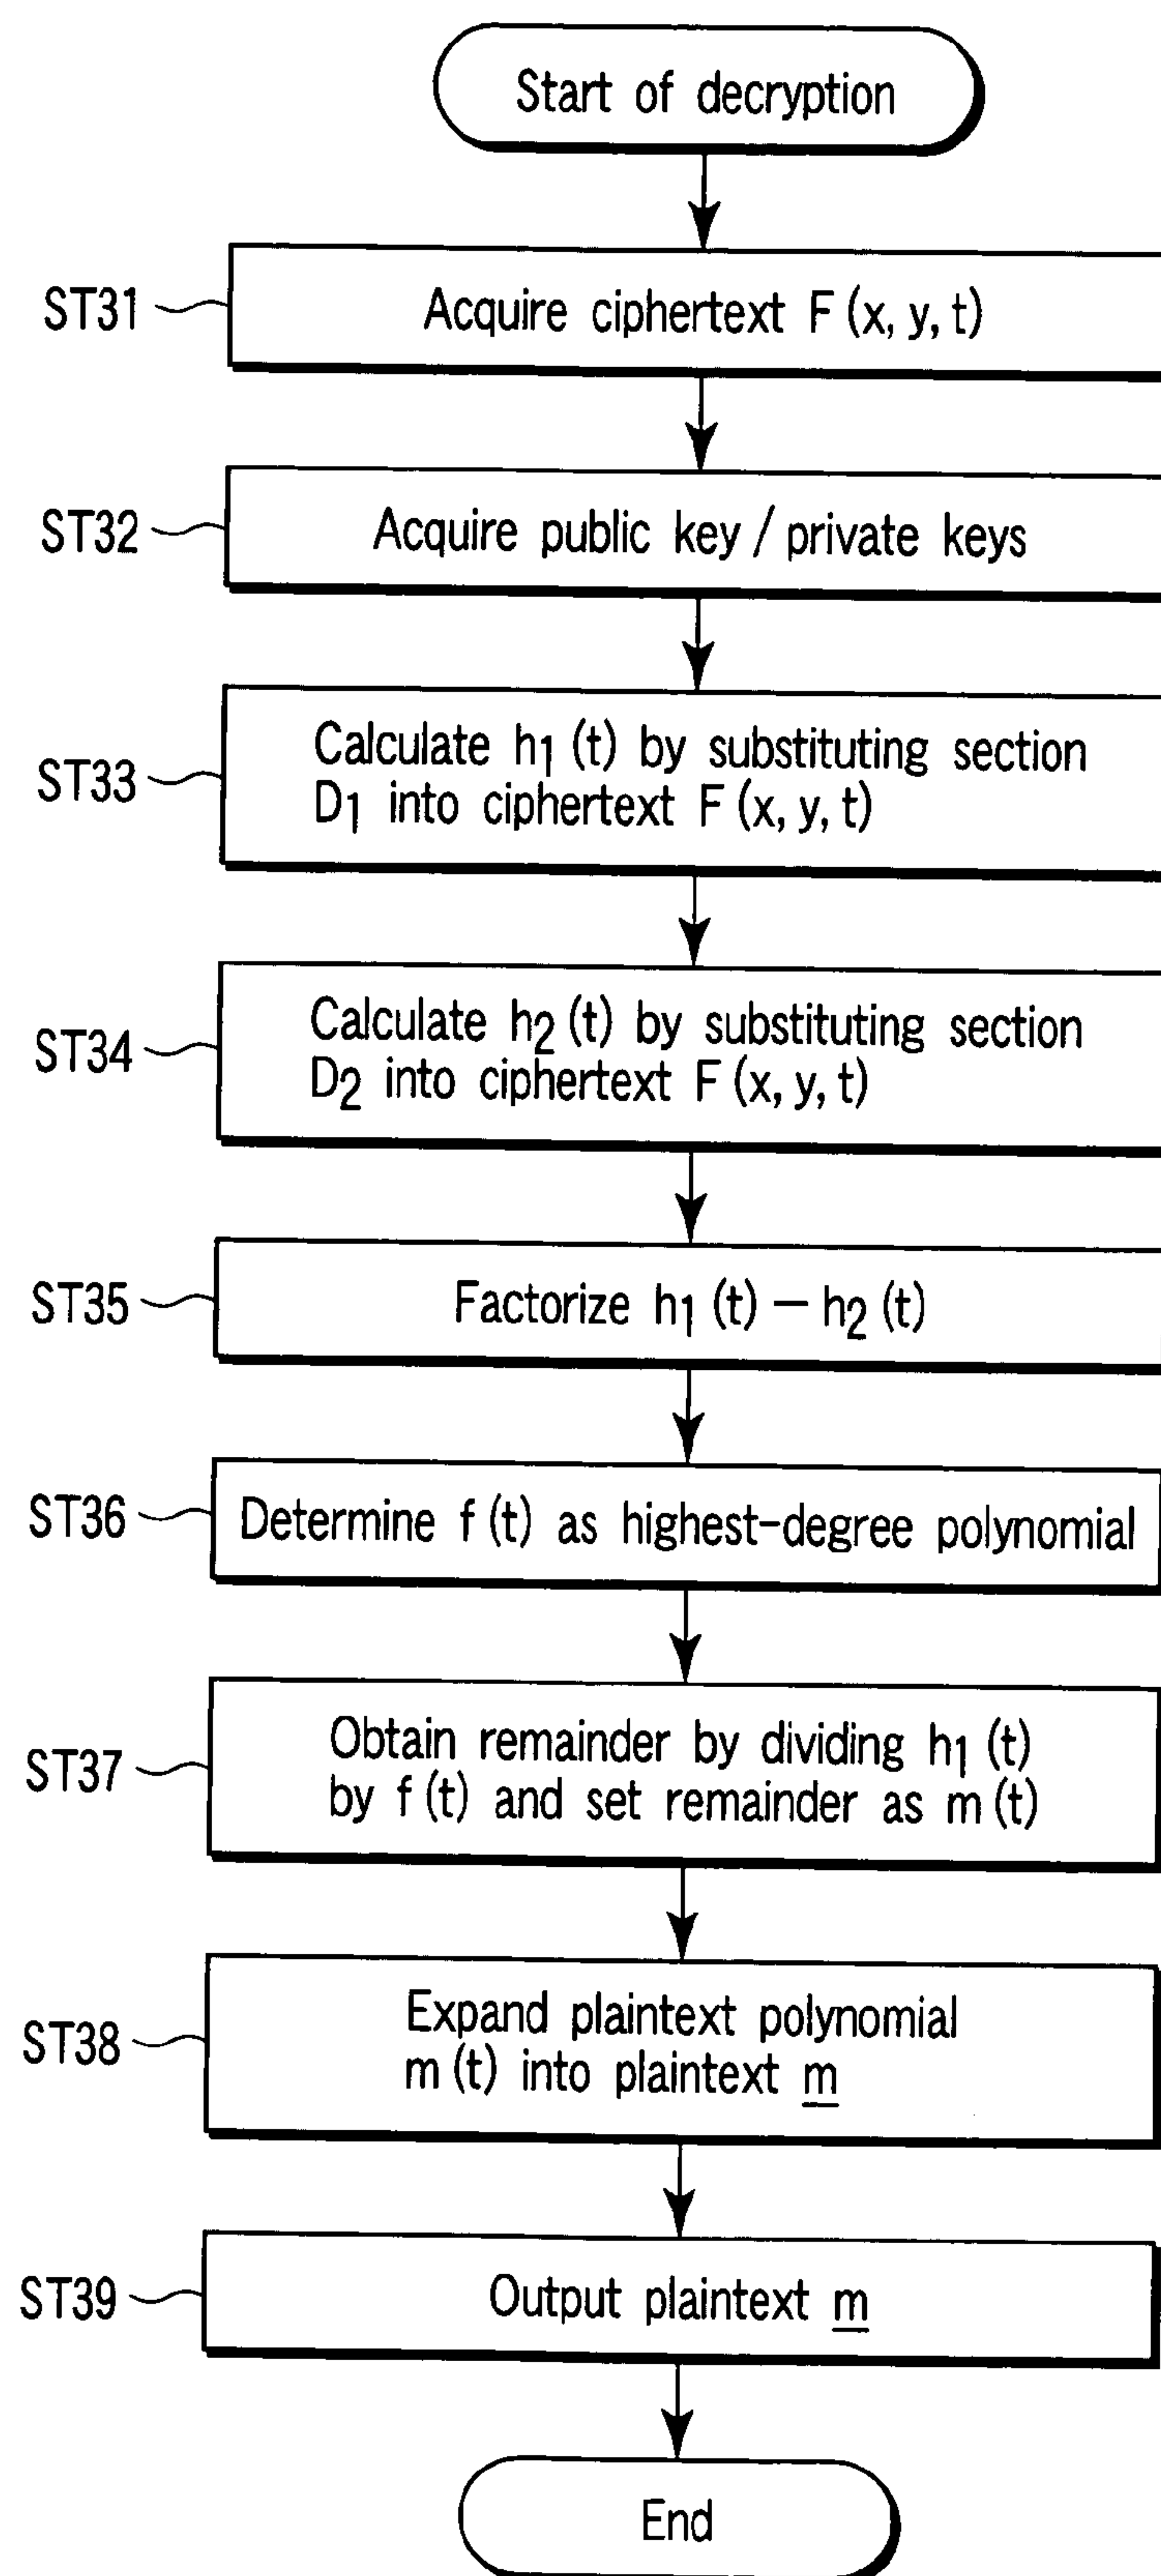 Start of decryption
ST31
Acquire ciphertext F (x, y, t)
ST32
Acquire public key / private keys
ST33
Calculate h1 (t) by substituting section
D1 into ciphertext F (x, y, t)
ST34
Calculate h2 (t) by substituting section
D2 into ciphertext F (x, y, t)
ST35
Factorize h1 (t) − h2 (t)
ST36
Determine f (t) as highest-degree polynomial
ST37
Obtain remainder by dividing h1 (t)
by f (t) and set remainder as m (t)
ST38
Expand plaintext polynomial
m (t) into plaintext m
ST39
Output plaintext m
End